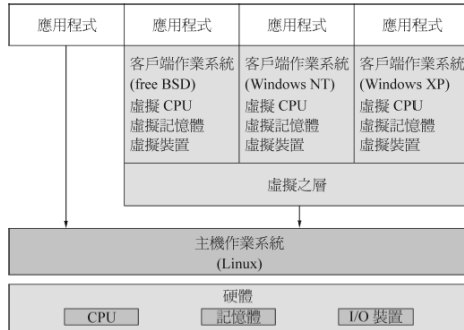 應用程式 應用程式 應用程式 應用程式
客戶端作業系統 客戶端作業系統 客戶端作業系統
(free BSD) (Windows NT) (Windows XP)
虛擬 CPU 虛擬 CPU 虛擬 CPU
虛擬記憶體 虛擬記憶體 虛擬記憶體
虛擬裝置 虛擬裝置 虛擬裝置
虛擬之層
主機作業系統
(Linux)
硬體
CPU 記憶體 I/O 裝置